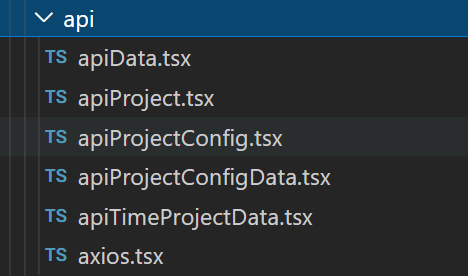 api
TS apiData.tsx
TS apiProject.tsx
TS apiProjectConfig.tsx
TS apiProjectConfigData.tsx
TS apiTimeProjectData.tsx
TS axios.tsx